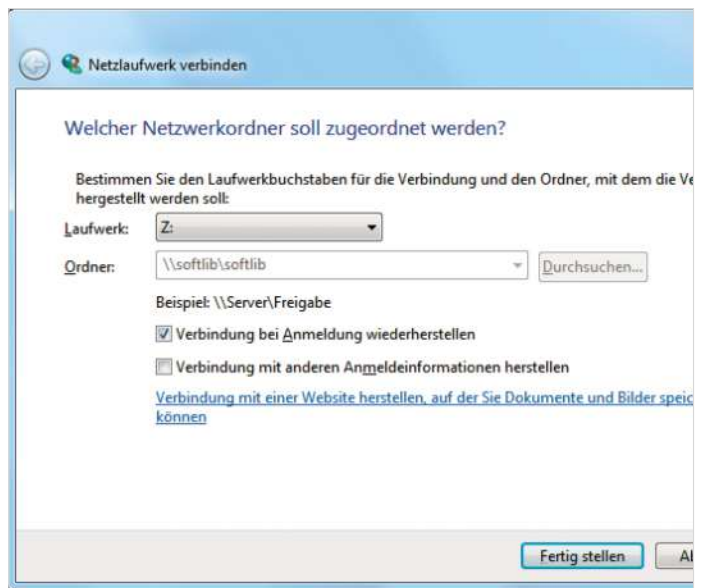 Netzlaufwerk verbinden
Welcher Netzwerkordner soll zugeordnet werden?
Bestimmen Sie den Laufwerkbuchstaben für die Verbindung und den Ordner, mit dem die
hergestellt werden soll:
Laufwerk: Z:
Ordner: \\softlib\softlib Durchsuchen...
Beispiel: \\Server\Freigabe
Verbindung bei Anmeldung wiederherstellen
Verbindung mit anderen Anmeldeinformationen herstellen
Verbindung mit einer Website herstellen, auf der Sie Dokumente und Bilder
können
Fertig stellen